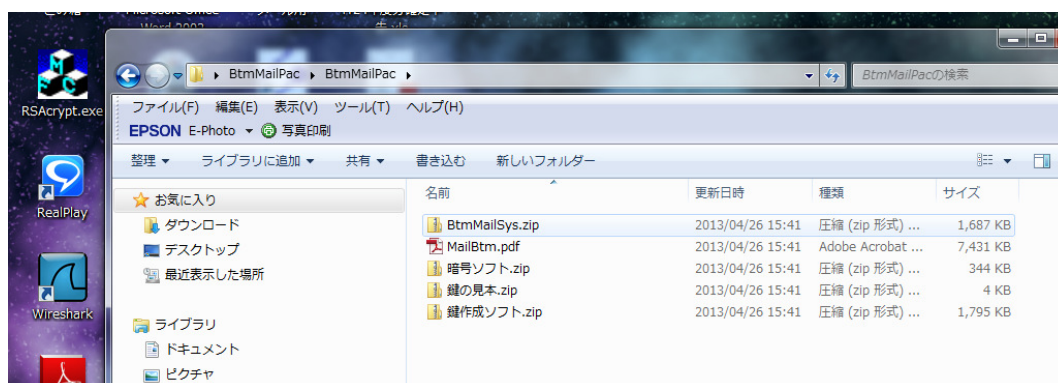 Word 2003
RSAcrypt.exe
RealPlay
Wireshark
BtmMailPac BtmMailPac
BtmMailPacの検索
ファイル(F) 編集(E) 表示(V) ツール(T) ヘルプ(H)
EPSON E-Photo 写真印刷
整理 ライブラリに追加 共有 書き込む 新しいフォルダー
お気に入り
ダウンロード
デスクトップ
最近表示した場所
ライブラリ
ドキュメント
ピクチャ
名前 更新日時 種類 サイズ
BtmMailSys.zip 2013/04/26 15:41 圧縮 (zip 形式) ... 1,687 KB
MailBtm.pdf 2013/04/26 15:41 Adobe Acrobat ... 7,431 KB
暗号ソフト.zip 2013/04/26 15:41 圧縮 (zip 形式) ... 344 KB
鍵の見本.zip 2013/04/26 15:41 圧縮 (zip 形式) ... 4 KB
鍵作成ソフト.zip 2013/04/26 15:41 圧縮 (zip 形式) ... 1,795 KB